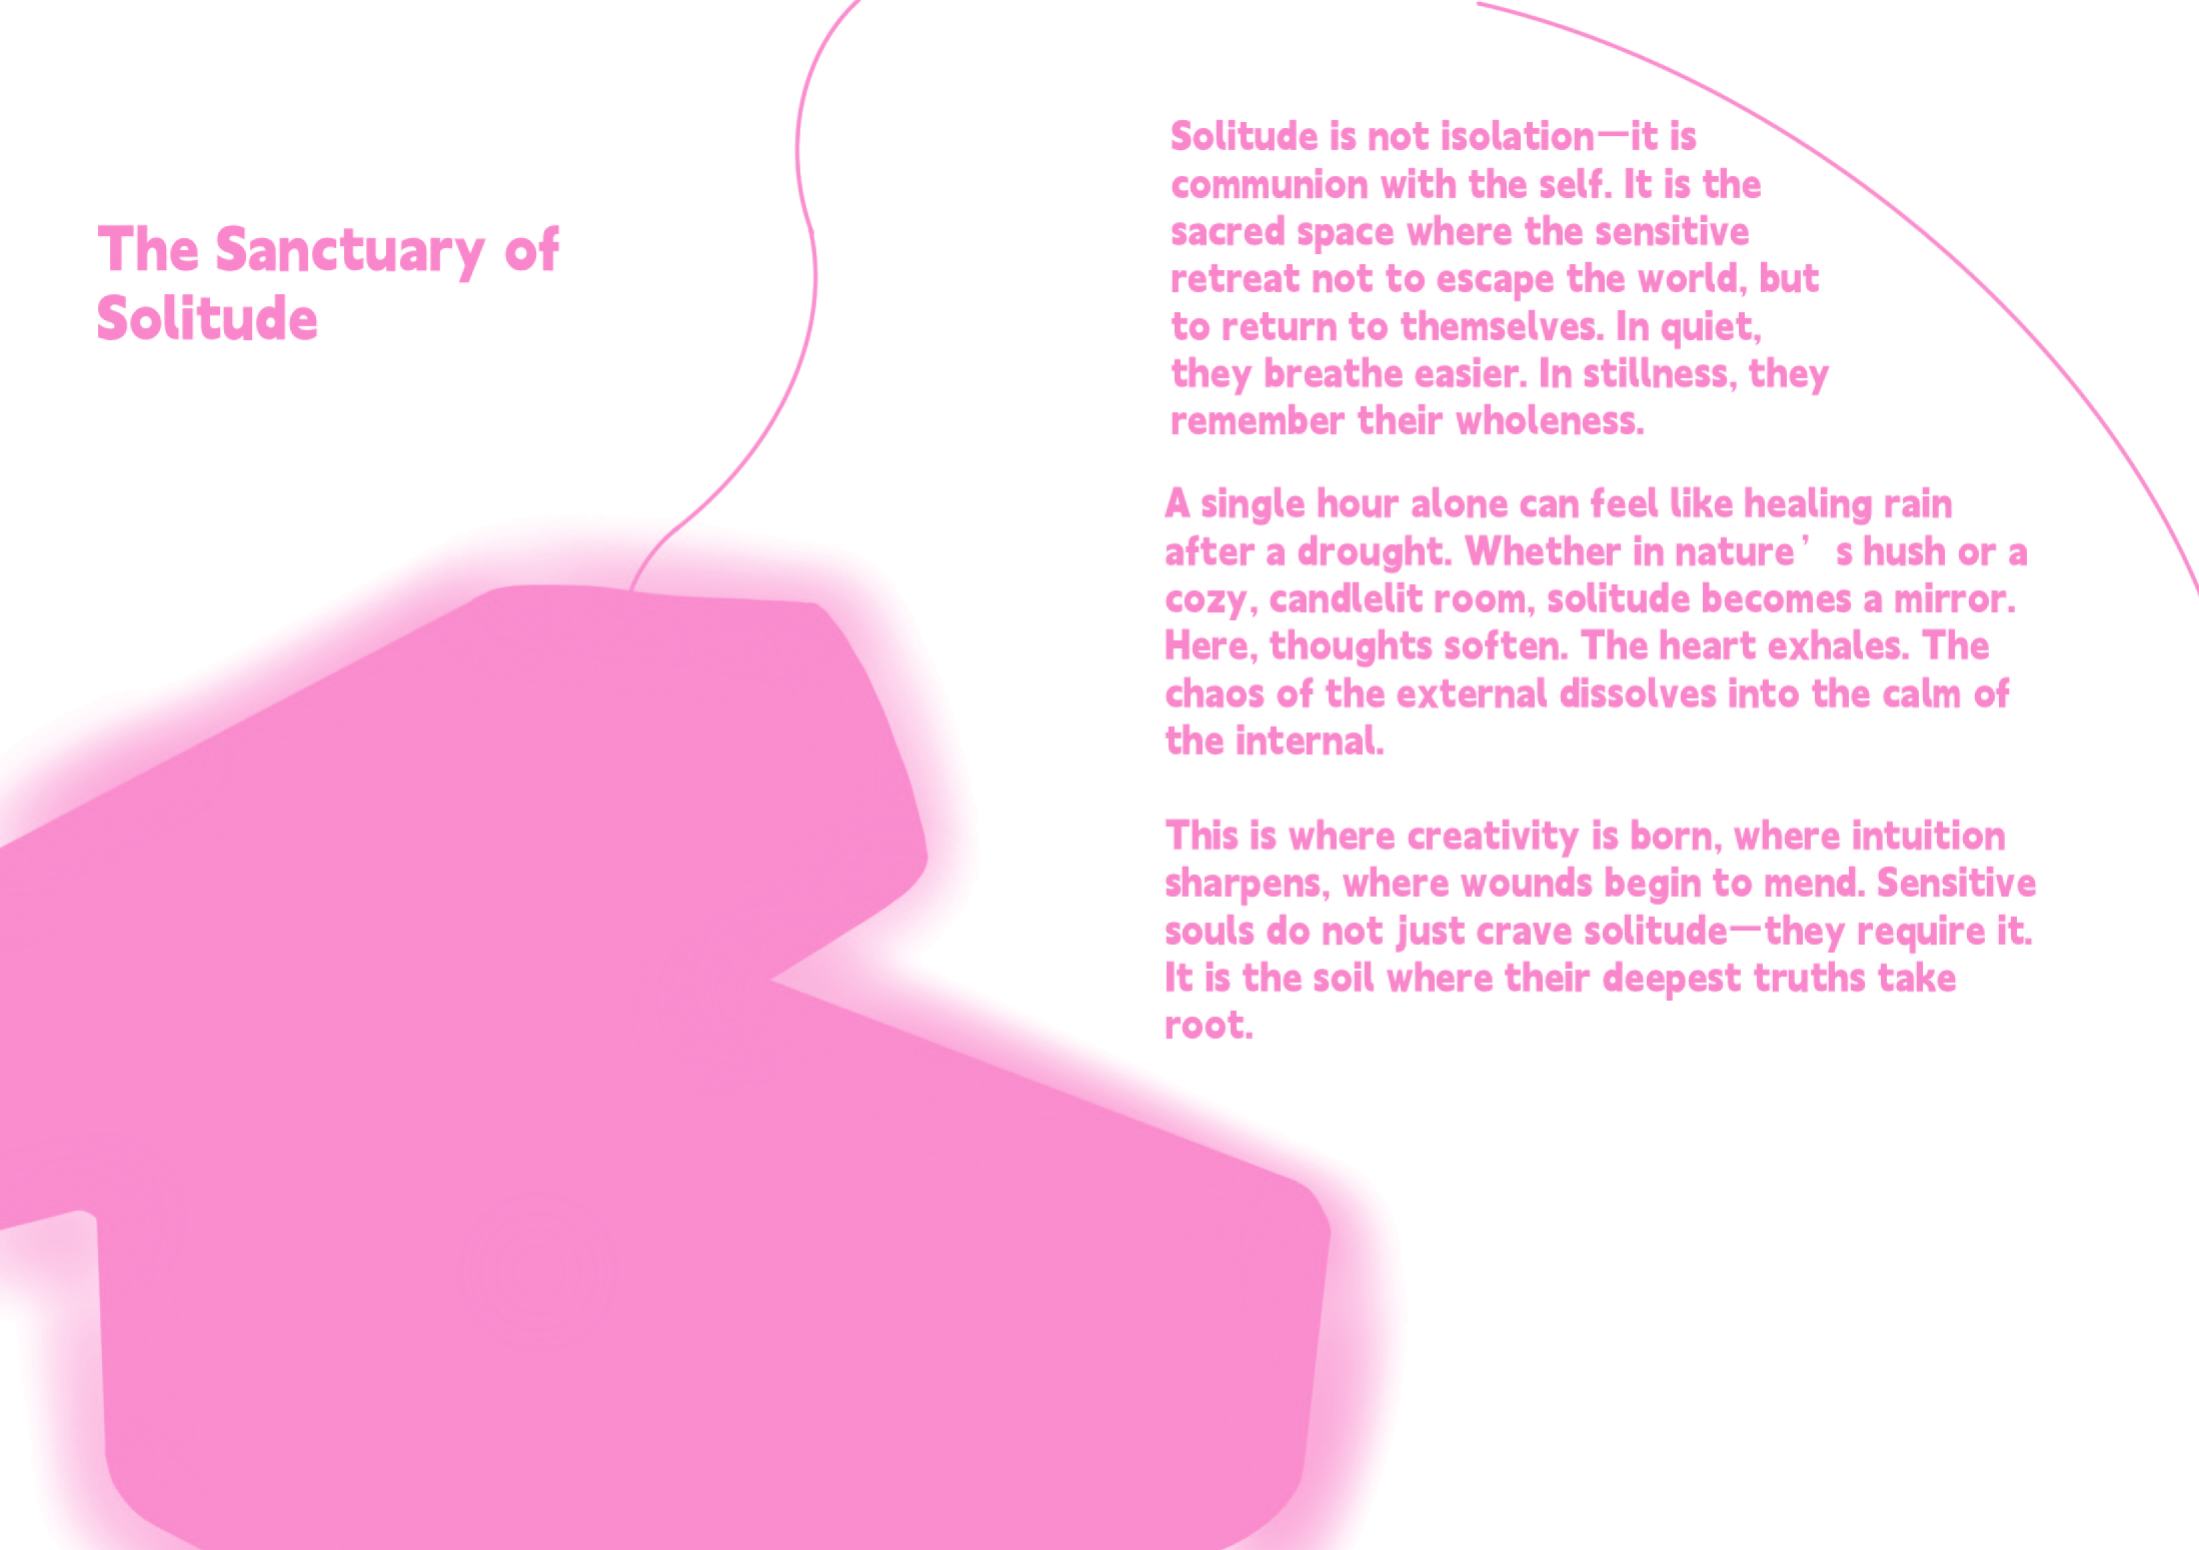 The Sanctuary of
Solitude
Solitude is not isolation—it is
communion with the self. It is the
sacred space where the sensitive
retreat not to escape the world, but
to return to themselves. In quiet,
they breathe easier. In stillness, they
remember their wholeness.
A single hour alone can feel like healing rain
after a drought. Whether in nature’s hush or a
cozy, candlelit room, solitude becomes a mirror.
Here, thoughts soften. The heart exhales. The
chaos of the external dissolves into the calm of
the internal.
This is where creativity is born, where intuition
sharpens, where wounds begin to mend. Sensitive
souls do not just crave solitude—they require it.
It is the soil where their deepest truths take
root.